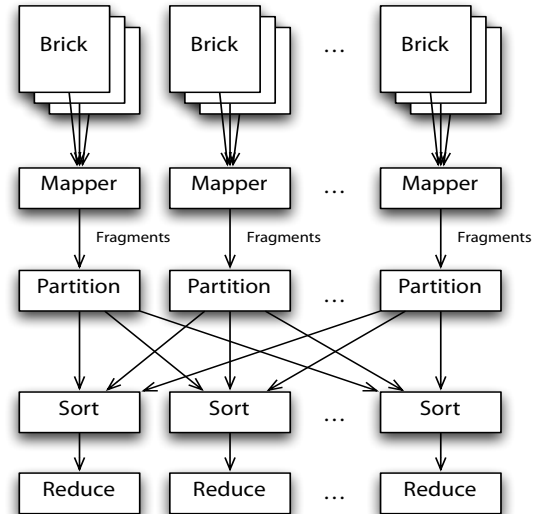 Brick Brick ... Brick
Mapper Mapper ... Mapper
Fragments Fragments Fragments
Partition Partition ... Partition
Sort Sort ... Sort
Reduce Reduce ... Reduce